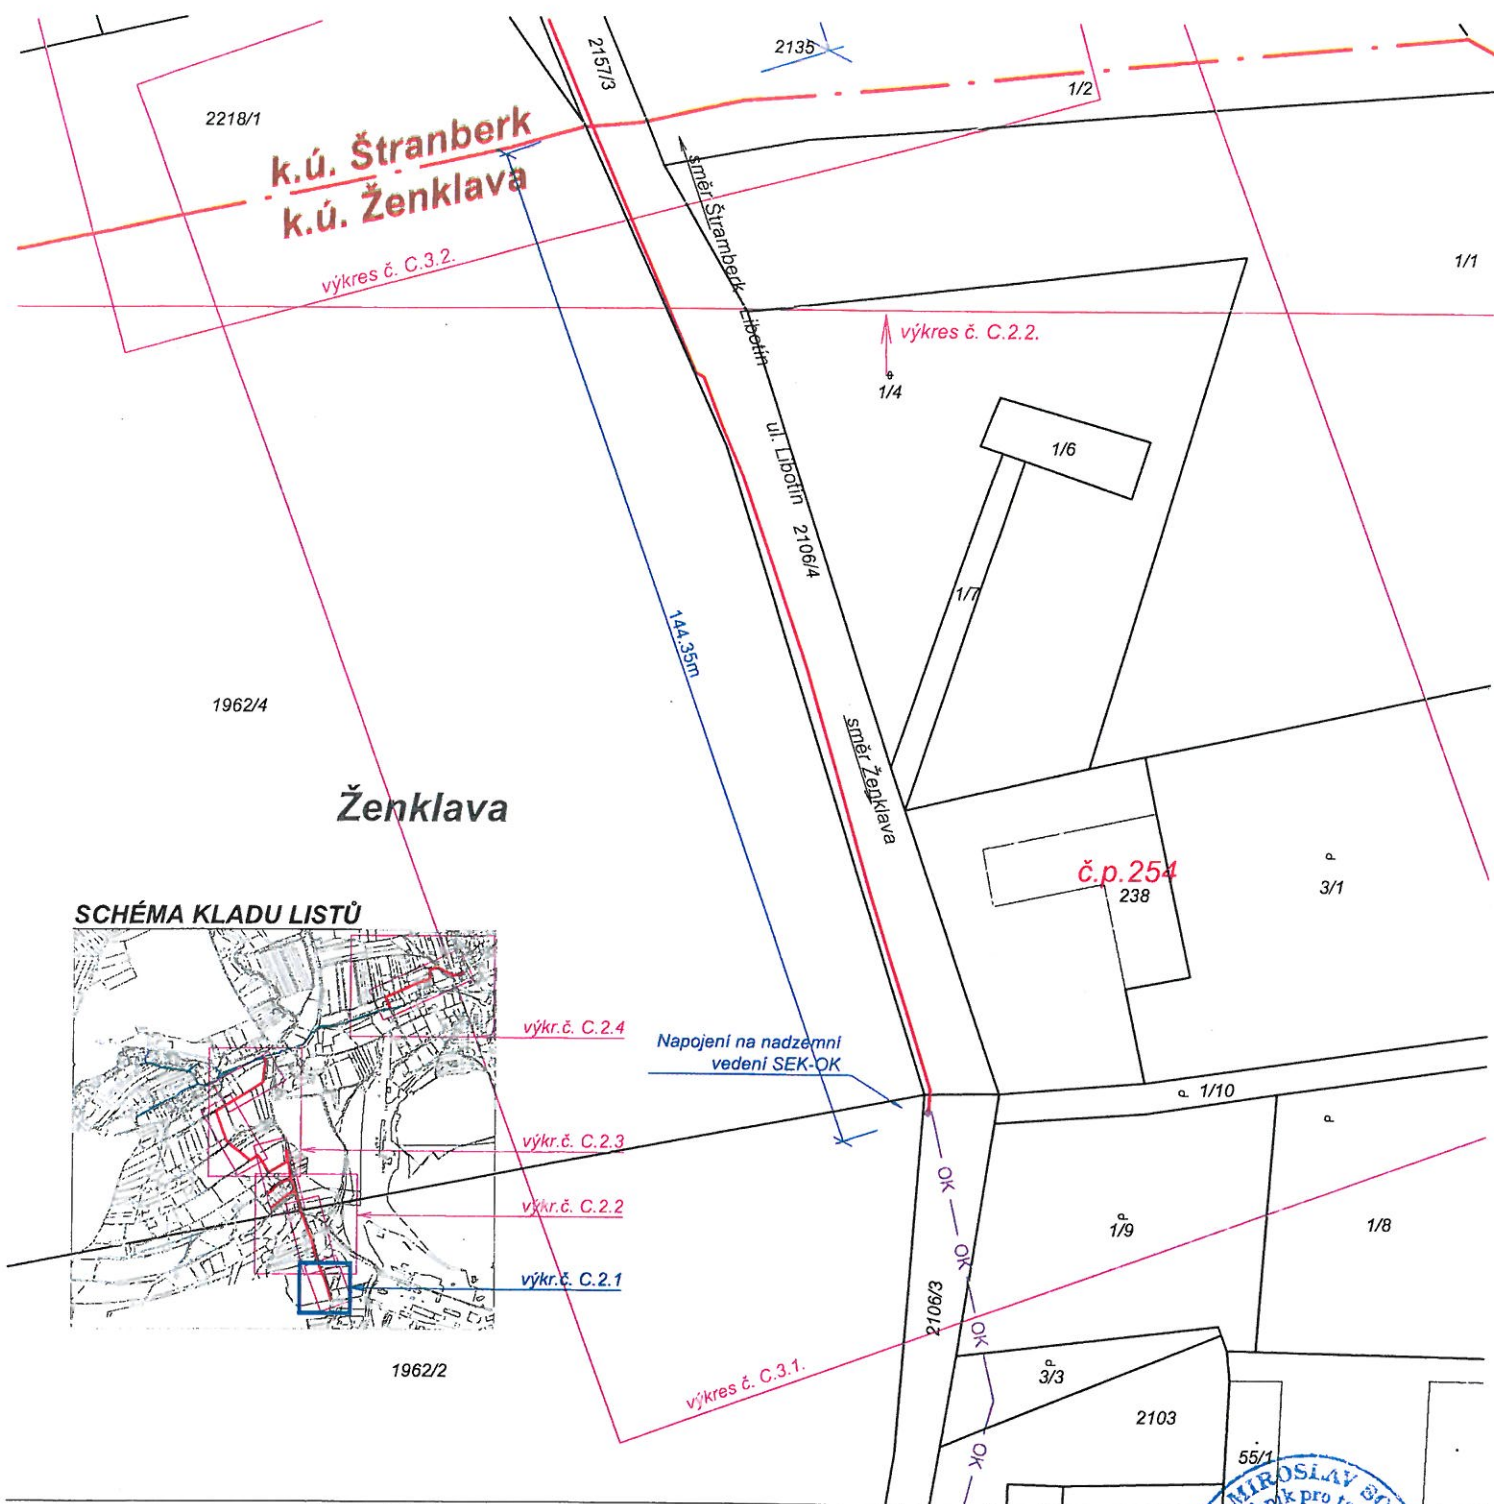 2157/3
2135
1/2
2218/1
k.ú. Štranberk
k.ú. Ženklava
směr Štramberk - Libotín
1/1
výkres č. C.3.2.
výkres č. C.2.2.
1/4
1/6
ul. Libotín
2106/4
1/7
144.35m
1962/4
směr Ženklava
Ženklava
č.p.254
238
3/1
SCHÉMA KLADU LISTŮ
výkr.č. C.2.4
Napojení na nadzemní
vedení SEK-OK
1/10
výkr.č. C.2.3
OK
výkr.č. C.2.2
1/9
1/8
OK
výkr.č. C.2.1
2106/3
OK
1962/2
3/3
výkres č. C.3.1.
2103
OK
55/1
MIROSLAV
pro